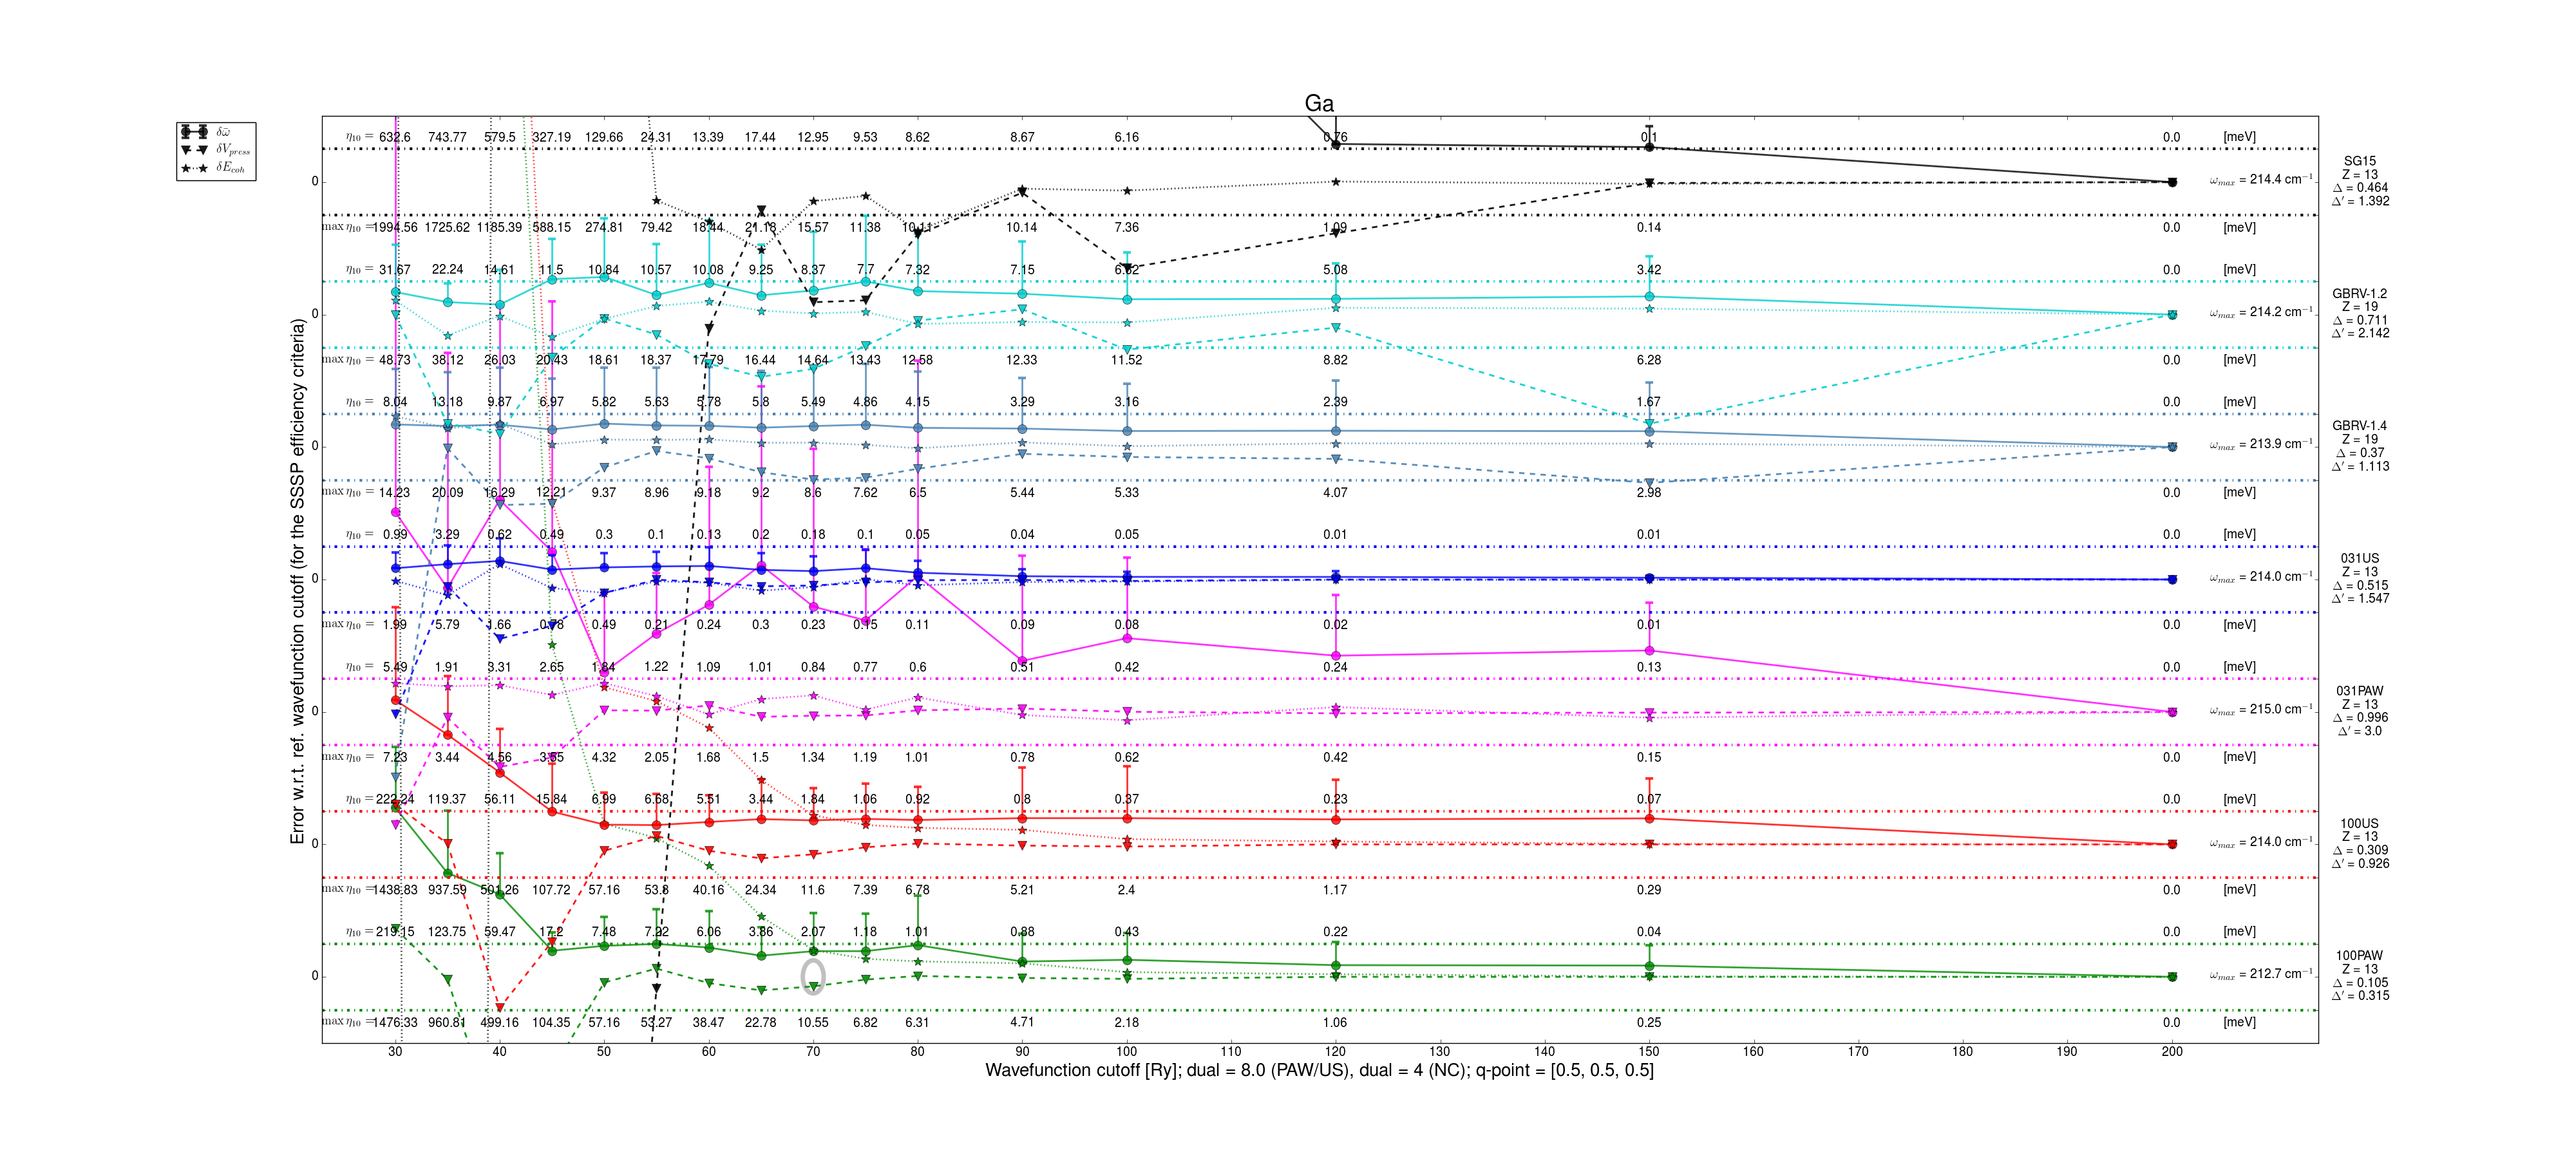 Ga
δω̄
δV_press
δE_coh
Error w.r.t. ref. wavefunction cutoff (for the SSSP efficiency criteria)
η₁₀ = 632.6 743.77 579.5 327.19 129.66 24.31 13.39 17.44 12.95 9.53 8.62 8.67 6.16 0.76 0.1 0.0 [meV]
0 ω_max = 214.4 cm⁻¹
SG15
Z = 13
Δ = 0.464
Δ′ = 1.392
max η₁₀ = 1994.56 1725.62 1185.39 588.15 274.81 79.42 18.44 21.18 15.57 11.38 10.11 10.14 7.36 1.09 0.14 0.0 [meV]
η₁₀ = 31.67 22.24 14.61 11.5 10.84 10.57 10.08 9.25 8.37 7.7 7.32 7.15 6.62 5.08 3.42 0.0 [meV]
0 ω_max = 214.2 cm⁻¹
GBRV-1.2
Z = 19
Δ = 0.711
Δ′ = 2.142
max η₁₀ = 48.73 38.12 26.03 20.43 18.61 18.37 17.79 16.44 14.64 13.43 12.58 12.33 11.52 8.82 6.28 0.0 [meV]
η₁₀ = 8.04 13.18 9.87 6.97 5.82 5.63 5.78 5.8 5.49 4.86 4.15 3.29 3.16 2.39 1.67 0.0 [meV]
0 ω_max = 213.9 cm⁻¹
GBRV-1.4
Z = 19
Δ = 0.37
Δ′ = 1.113
max η₁₀ = 14.23 20.09 16.29 12.21 9.37 8.96 9.18 9.2 8.6 7.62 6.5 5.44 5.33 4.07 2.98 0.0 [meV]
η₁₀ = 0.99 3.29 0.62 0.49 0.3 0.1 0.13 0.2 0.18 0.1 0.05 0.04 0.05 0.01 0.01 0.0 [meV]
0 ω_max = 214.0 cm⁻¹
031US
Z = 13
Δ = 0.515
Δ′ = 1.547
max η₁₀ = 1.99 5.79 1.66 0.78 0.49 0.21 0.24 0.3 0.23 0.15 0.11 0.09 0.08 0.02 0.01 0.0 [meV]
η₁₀ = 5.49 1.91 3.31 2.65 1.84 1.22 1.09 1.01 0.84 0.77 0.6 0.51 0.42 0.24 0.13 0.0 [meV]
0 ω_max = 215.0 cm⁻¹
031PAW
Z = 13
Δ = 0.996
Δ′ = 3.0
max η₁₀ = 7.23 3.44 4.56 3.55 4.32 2.05 1.68 1.5 1.34 1.19 1.01 0.78 0.62 0.42 0.15 0.0 [meV]
η₁₀ = 222.24 119.37 56.11 15.84 6.99 6.68 5.51 3.44 1.84 1.06 0.92 0.8 0.37 0.23 0.07 0.0 [meV]
0 ω_max = 214.0 cm⁻¹
100US
Z = 13
Δ = 0.309
Δ′ = 0.926
max η₁₀ = 1438.83 937.59 501.26 107.72 57.16 53.8 40.16 24.34 11.6 7.39 6.78 5.21 2.4 1.17 0.29 0.0 [meV]
η₁₀ = 219.15 123.75 59.47 17.2 7.48 7.22 6.06 3.86 2.07 1.18 1.01 0.88 0.43 0.22 0.04 0.0 [meV]
0 ω_max = 212.7 cm⁻¹
100PAW
Z = 13
Δ = 0.105
Δ′ = 0.315
max η₁₀ = 1476.33 960.81 499.16 104.35 57.16 53.27 38.47 22.78 10.55 6.82 6.31 4.71 2.18 1.06 0.25 0.0 [meV]
30 40 50 60 70 80 90 100 110 120 130 140 150 160 170 180 190 200
Wavefunction cutoff [Ry]; dual = 8.0 (PAW/US), dual = 4 (NC); q-point = [0.5, 0.5, 0.5]